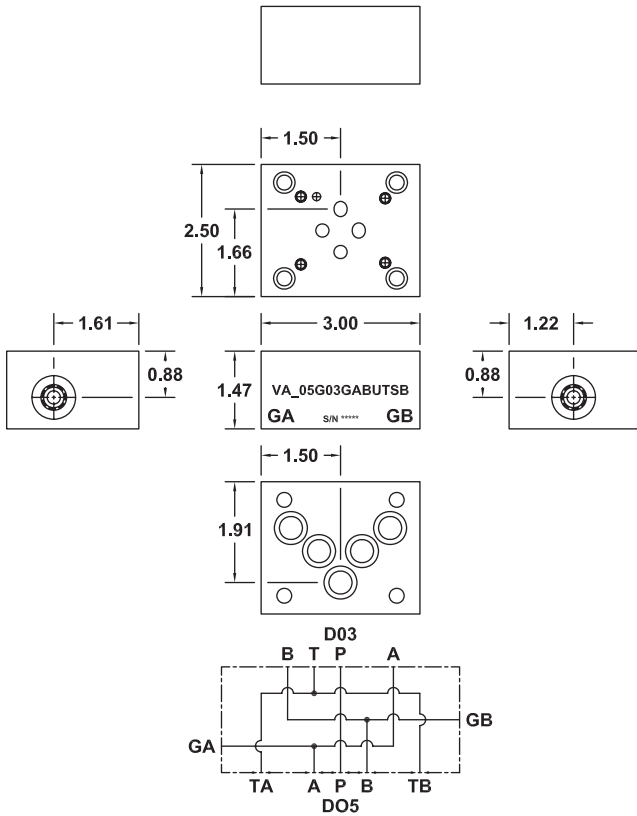 1.50
2.50
1.66
1.61
3.00
1.22
0.88
1.47
VA_05G03GABUTSB
GA
S/N *****
GB
0.88
1.50
1.91
D03
B T P A
GB
GA
TA A P B TB
DO5